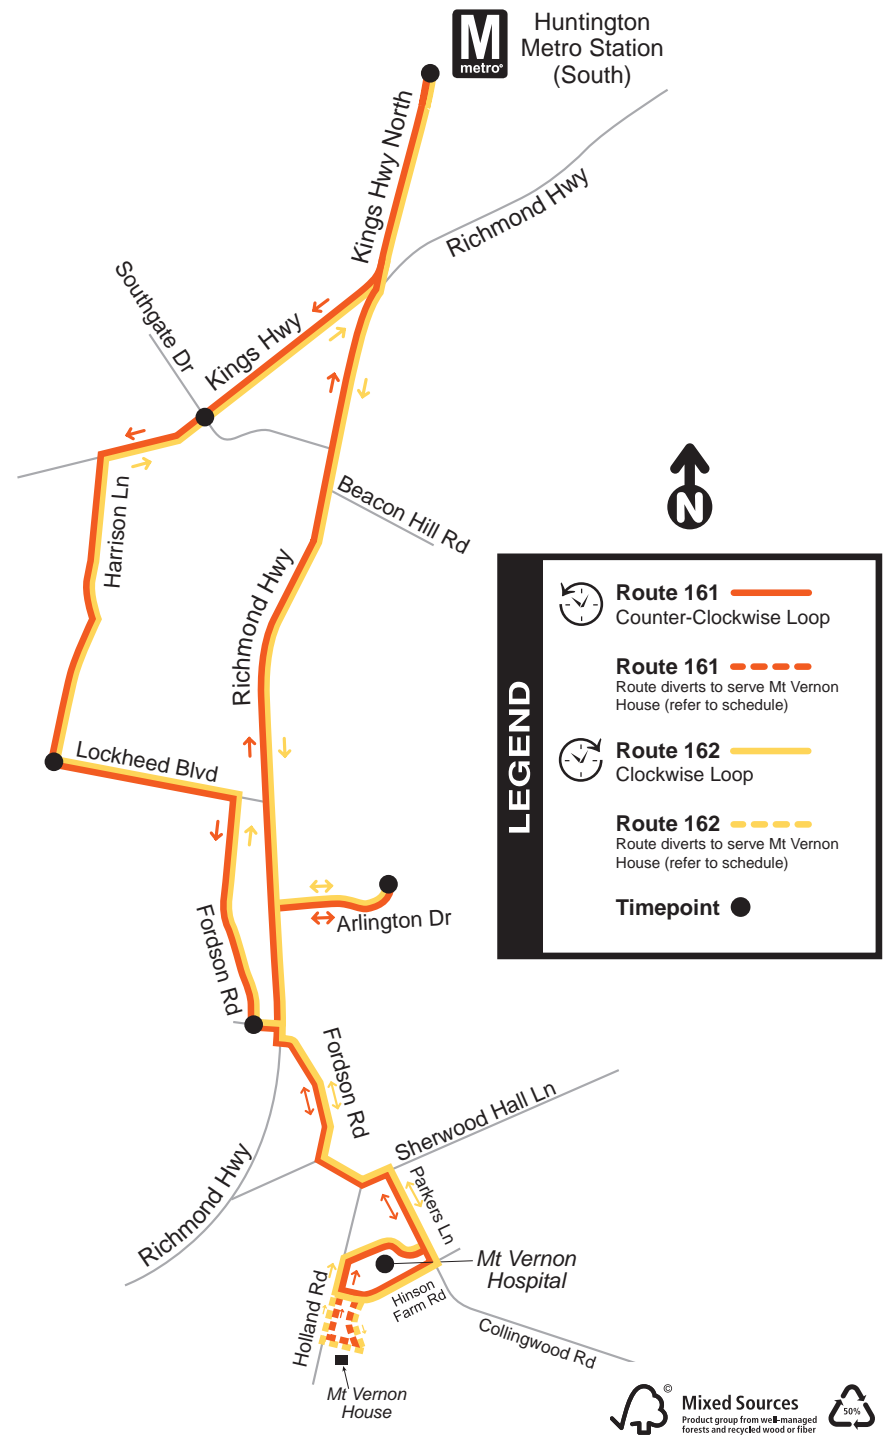 M
metro®
Huntington
Metro Station
(South)
Kings Hwy North
Richmond Hwy
Southgate Dr
Kings Hwy
Harrison Ln
Beacon Hill Rd
Richmond Hwy
N
Lockheed Blvd
LEGEND
Route 161
Counter-Clockwise Loop
Route 161
Route diverts to serve Mt Vernon
House (refer to schedule)
Route 162
Clockwise Loop
Route 162
Route diverts to serve Mt Vernon
House (refer to schedule)
Timepoint
Arlington Dr
Fordson Rd
Fordson Rd
Sherwood Hall Ln
Richmond Hwy
Parkers Ln
Mt Vernon
Hospital
Hinson
Farm Rd
Holland Rd
Collingwood Rd
Mt Vernon
House
©
Mixed Sources
Product group from well-managed
forests and recycled wood or fiber
50%